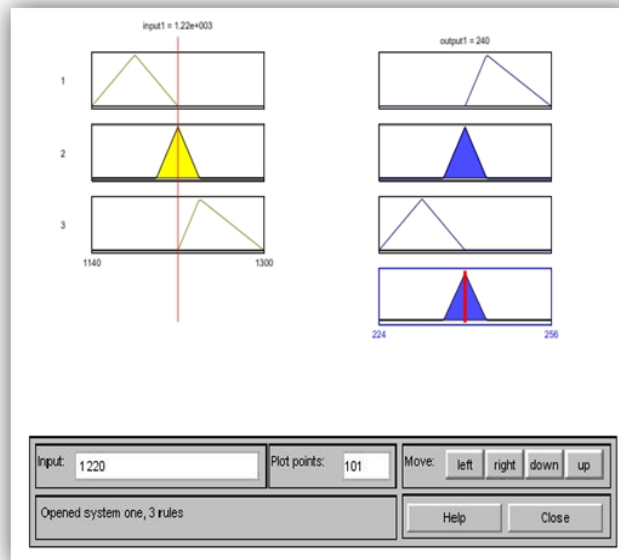 input1 = 1.22e+003
output1 = 240
1
2
3
1140 1300
224 256
Input: 1220 Plot points: 101 Move: left right down up
Opened system one, 3 rules
Help Close